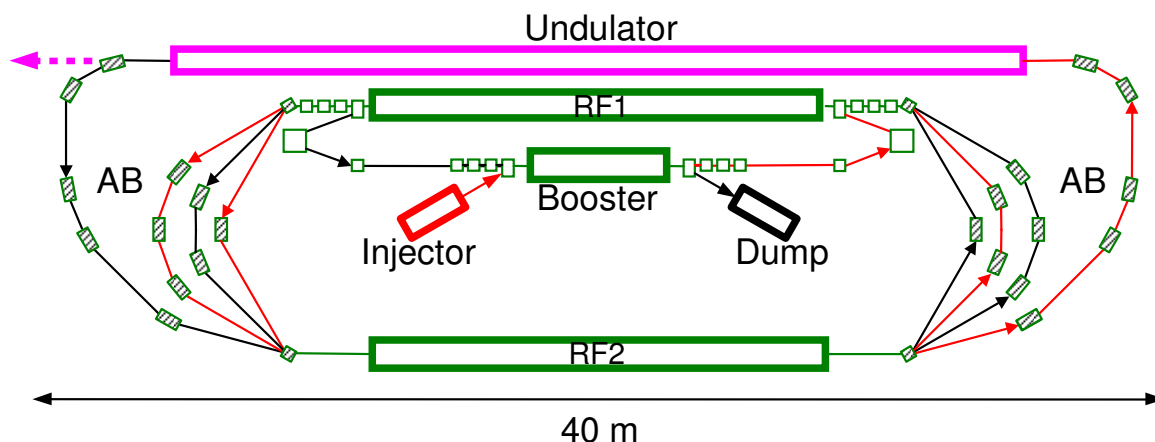 Undulator
RF1
AB
AB
Booster
Injector
Dump
RF2
40 m